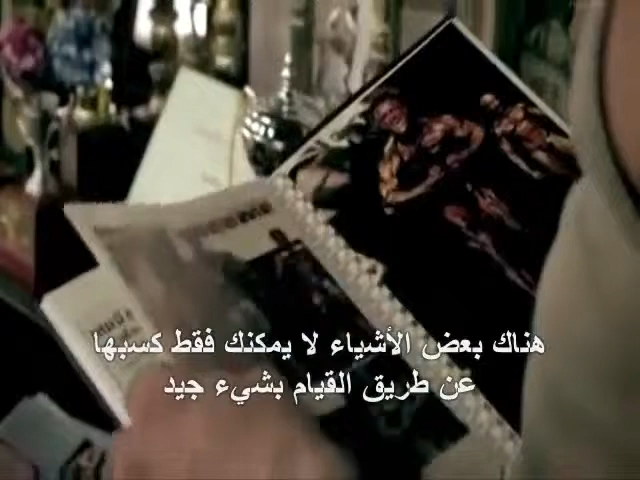 هناك بعض الأشياء لا يمكنك فقط كسبها
عن طريق القيام بشيء جيد